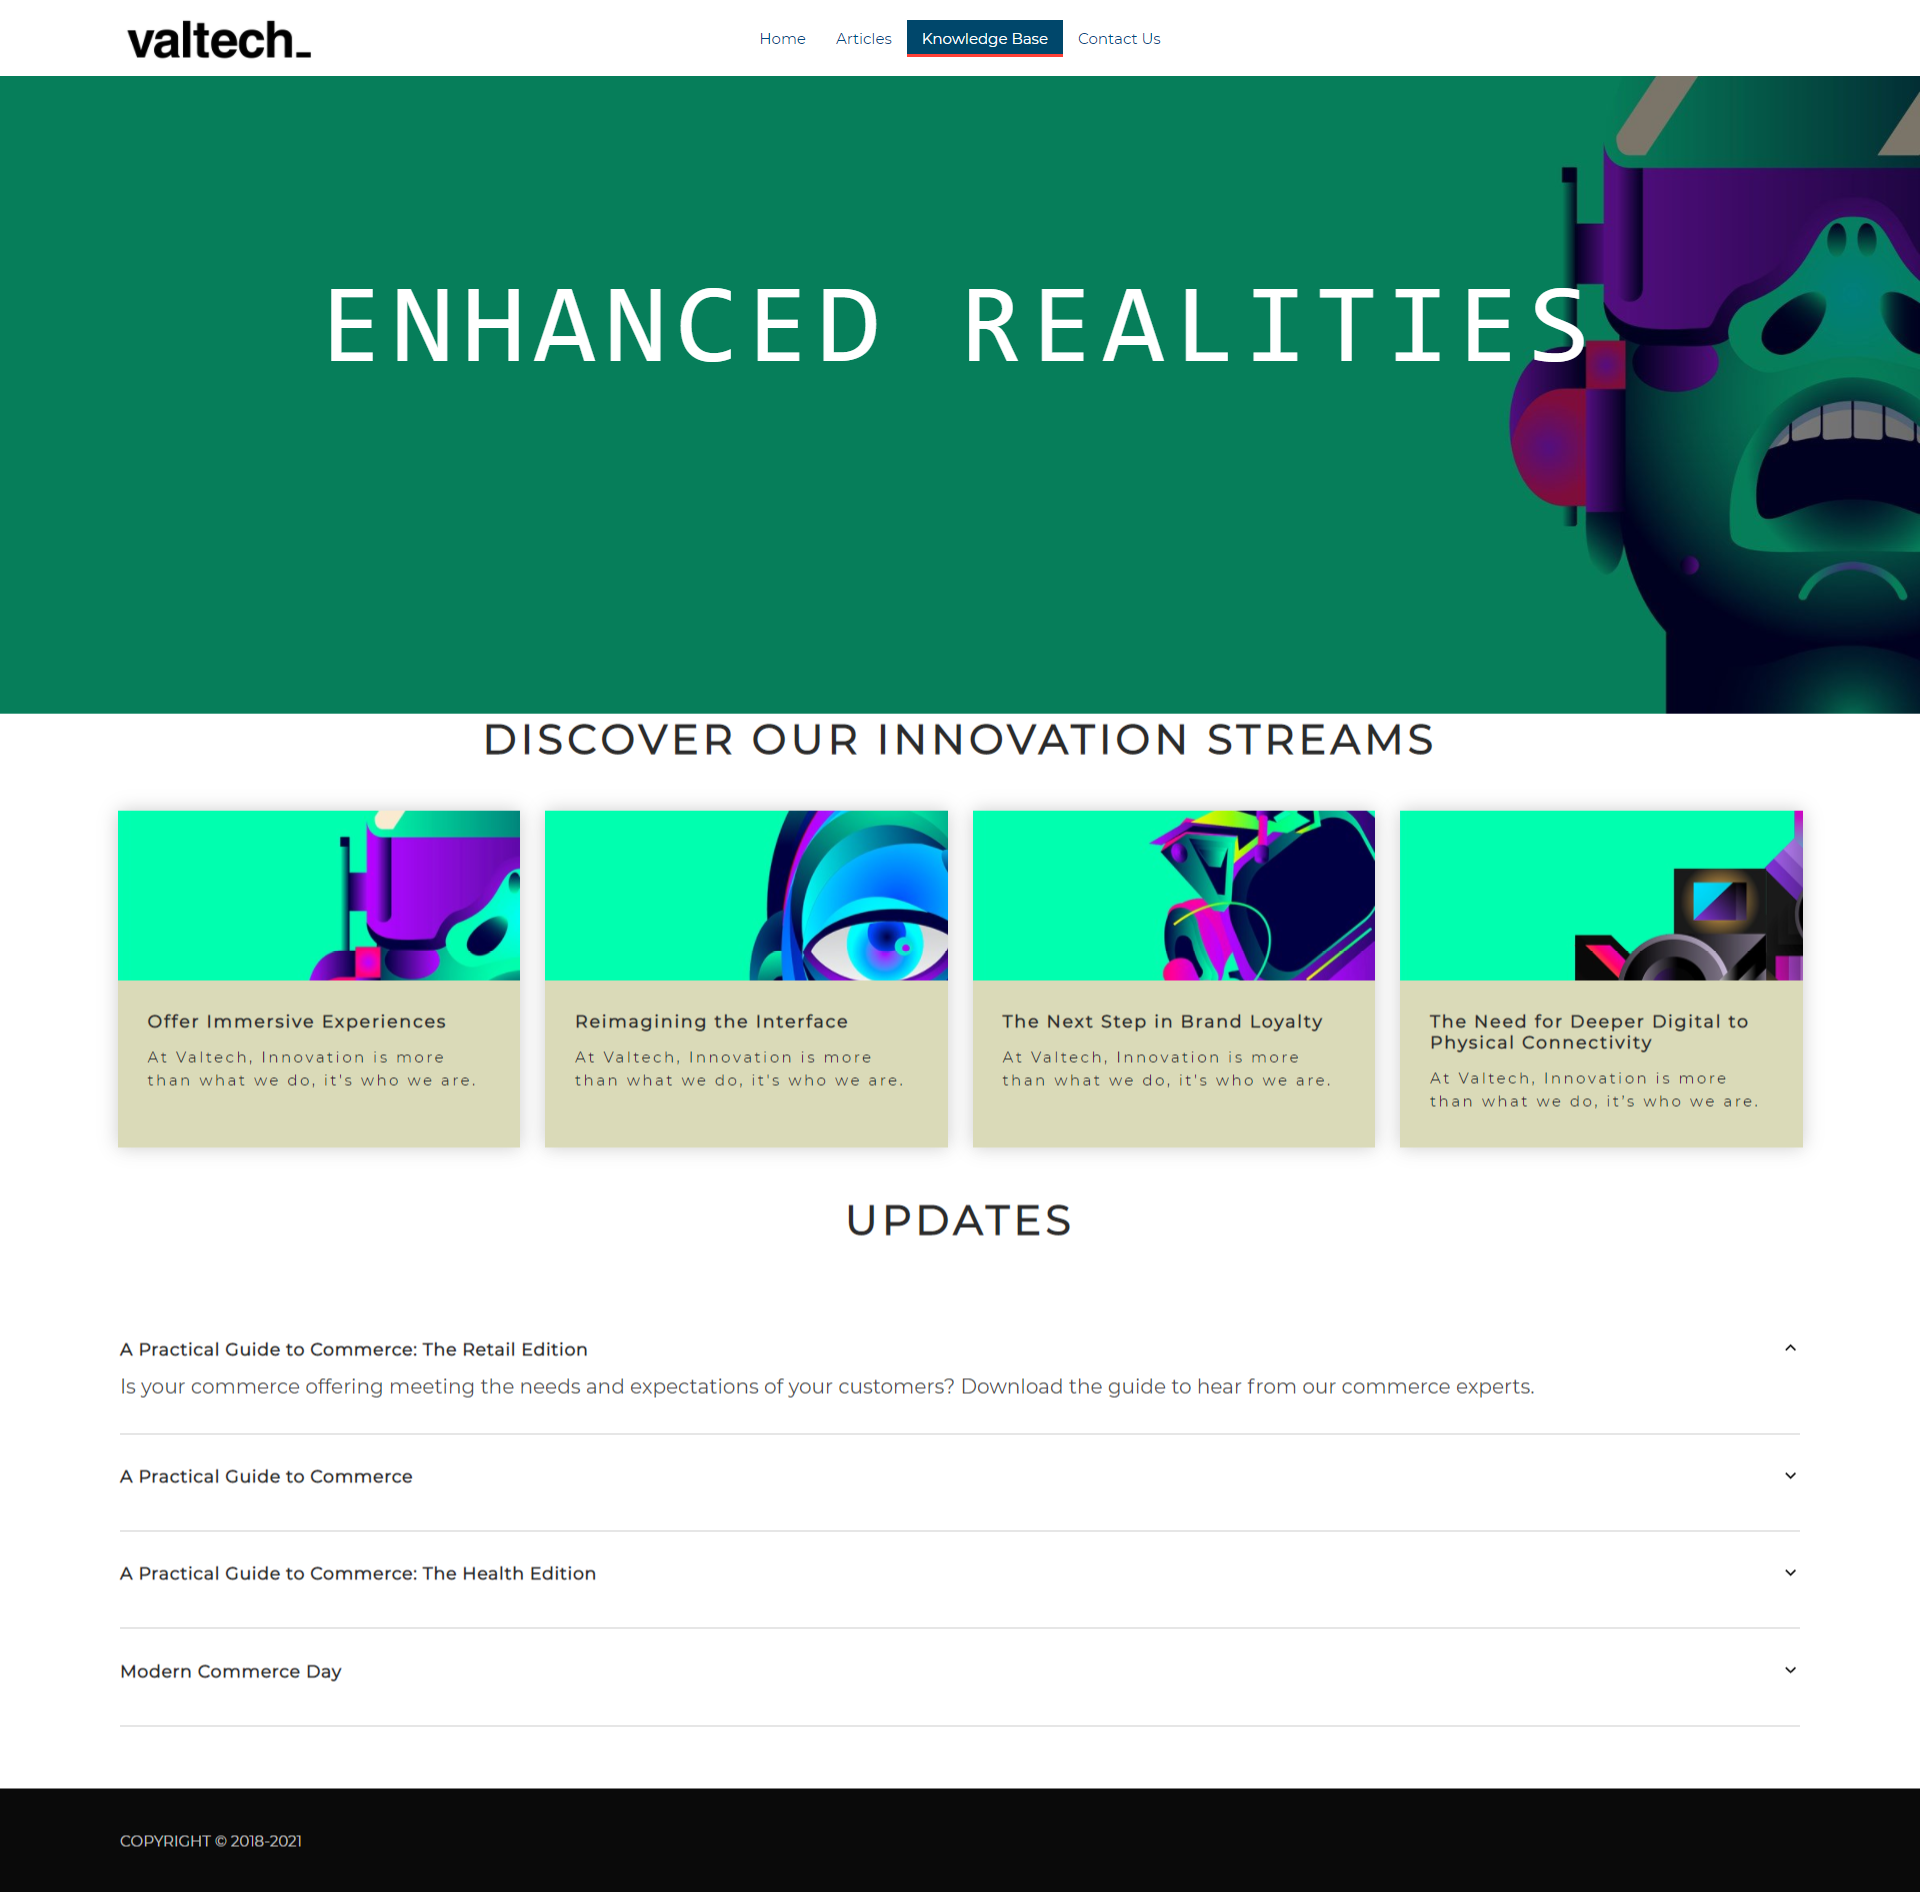 valtech_
Home Articles Knowledge Base Contact Us
ENHANCED REALITIES
DISCOVER OUR INNOVATION STREAMS
Offer Immersive Experiences
At Valtech, Innovation is more
than what we do, it's who we are.
Reimagining the Interface
At Valtech, Innovation is more
than what we do, it's who we are.
The Next Step in Brand Loyalty
At Valtech, Innovation is more
than what we do, it's who we are.
The Need for Deeper Digital to
Physical Connectivity
At Valtech, Innovation is more
than what we do, it's who we are.
UPDATES
A Practical Guide to Commerce: The Retail Edition
Is your commerce offering meeting the needs and expectations of your customers? Download the guide to hear from our commerce experts.
A Practical Guide to Commerce
A Practical Guide to Commerce: The Health Edition
Modern Commerce Day
COPYRIGHT © 2018-2021